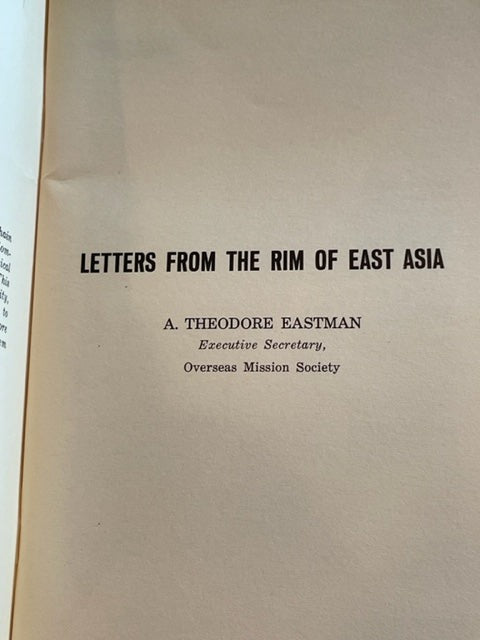 LETTERS FROM THE RIM OF EAST ASIA
A. THEODORE EASTMAN
Executive Secretary,
Overseas Mission Society